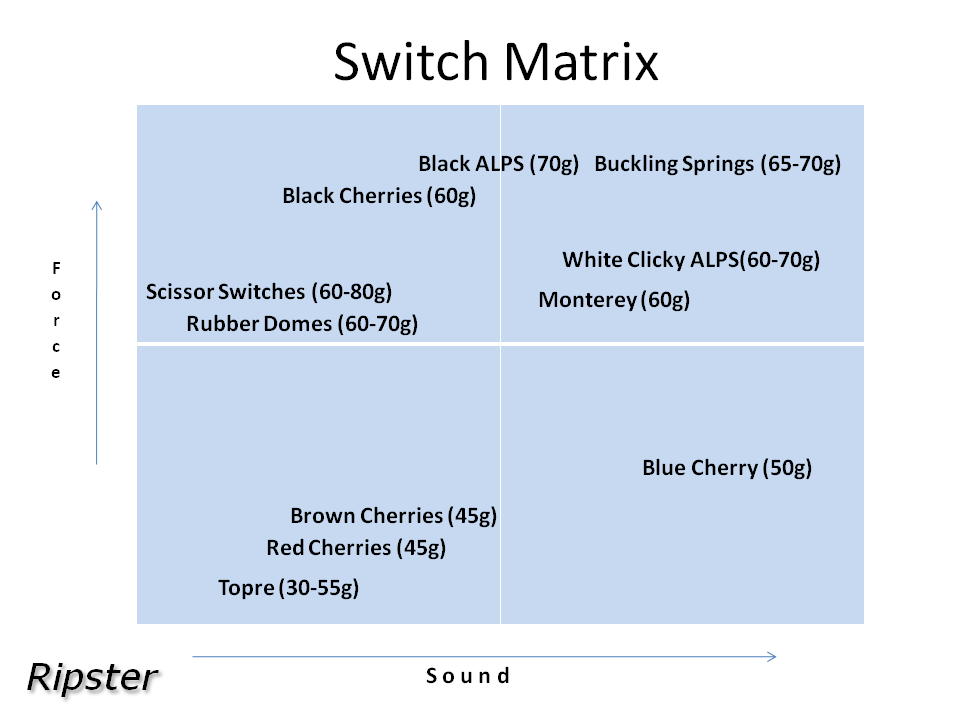 Switch Matrix
Black ALPS (70g)
Buckling Springs (65-70g)
Black Cherries (60g)
White Clicky ALPS(60-70g)
Scissor Switches (60-80g)
Monterey (60g)
Rubber Domes (60-70g)
Force
Blue Cherry (50g)
Brown Cherries (45g)
Red Cherries (45g)
Topre (30-55g)
Sound
Ripster